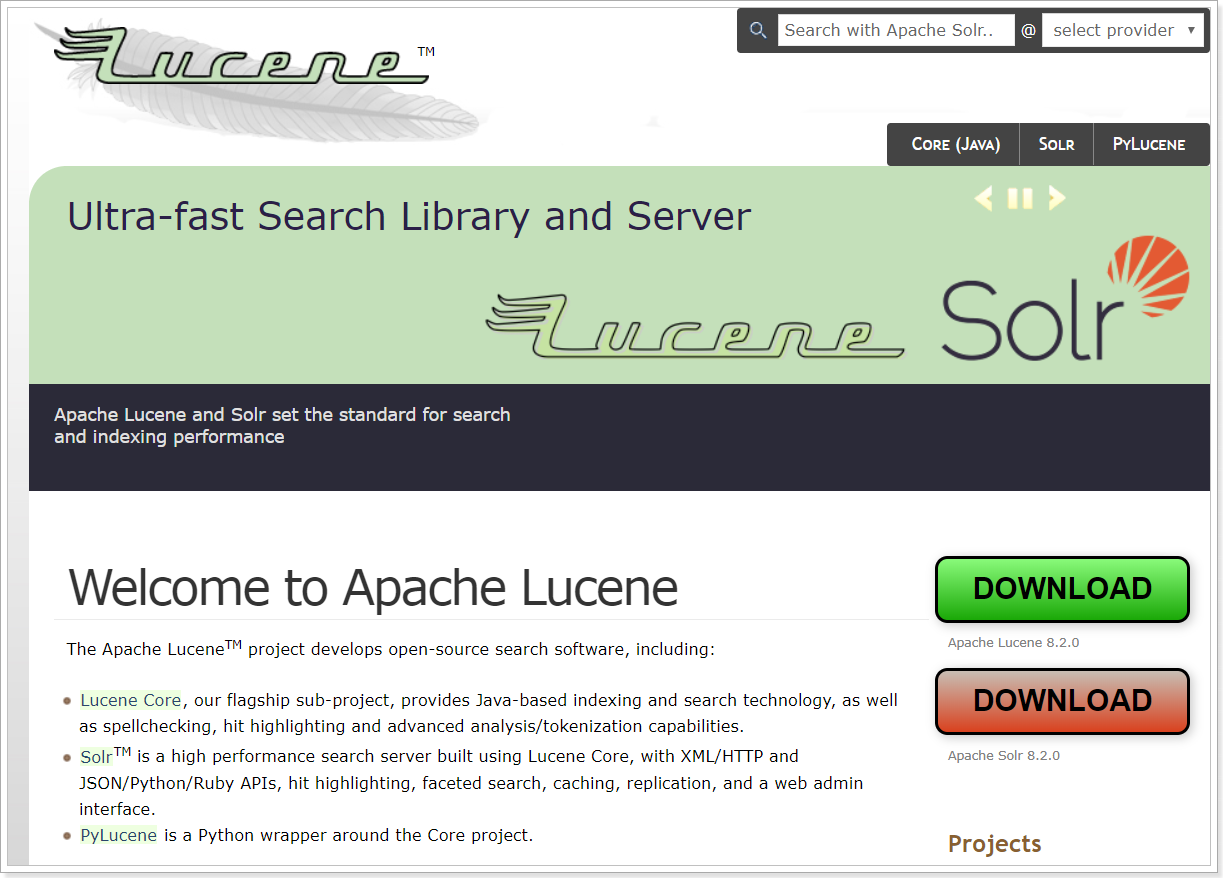 Lucene TM
Search with Apache Solr.. @ select provider
Core (Java) Solr PyLucene
Ultra-fast Search Library and Server
Lucene Solr
Apache Lucene and Solr set the standard for search
and indexing performance
Welcome to Apache Lucene
The Apache Lucene™ project develops open-source search software, including:
Lucene Core, our flagship sub-project, provides Java-based indexing and search technology, as well
as spellchecking, hit highlighting and advanced analysis/tokenization capabilities.
Solr™ is a high performance search server built using Lucene Core, with XML/HTTP and
JSON/Python/Ruby APIs, hit highlighting, faceted search, caching, replication, and a web admin
interface.
PyLucene is a Python wrapper around the Core project.
DOWNLOAD
Apache Lucene 8.2.0
DOWNLOAD
Apache Solr 8.2.0
Projects